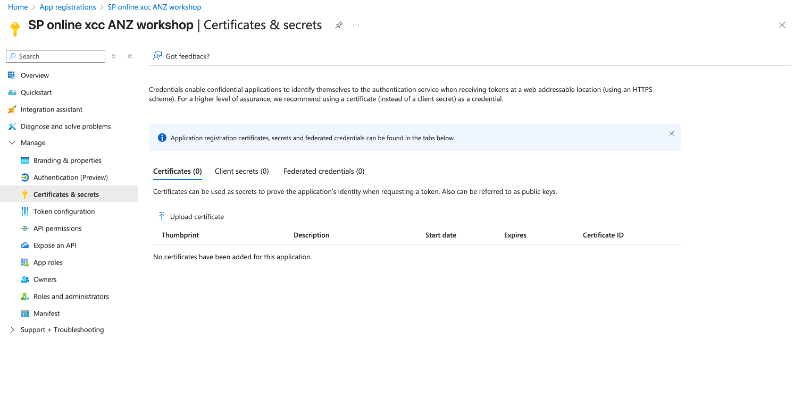 Home > App registrations > SP online xcc ANZ workshop
SP online xcc ANZ workshop | Certificates & secrets
Search
Got feedback?
Overview
Quickstart
Integration assistant
Diagnose and solve problems
Manage
Branding & properties
Authentication (Preview)
Certificates & secrets
Token configuration
API permissions
Expose an API
App roles
Owners
Roles and administrators
Manifest
Support + Troubleshooting
Credentials enable confidential applications to identify themselves to the authentication service when receiving tokens at a web addressable location (using an HTTPS
scheme). For a higher level of assurance, we recommend using a certificate (instead of a client secret) as a credential.
Application registration certificates, secrets and federated credentials can be found in the tabs below.
Certificates (0) Client secrets (0) Federated credentials (0)
Certificates can be used as secrets to prove the application's identity when requesting a token. Also can be referred to as public keys.
Upload certificate
Thumbprint Description Start date Expires Certificate ID
No certificates have been added for this application.